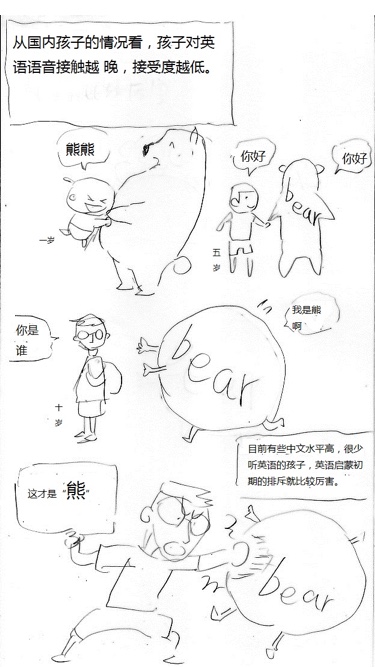 从国内孩子的情况看，孩子对英
语语音接触越 晚，接受度越低。
熊熊
一岁
你好
你好
bear
五
岁
你是
谁
我是熊
啊
bear
十
岁
目前有些中文水平高，很少
听英语的孩子，英语启蒙初
期的排斥就比较厉害。
这才是“熊”
bear